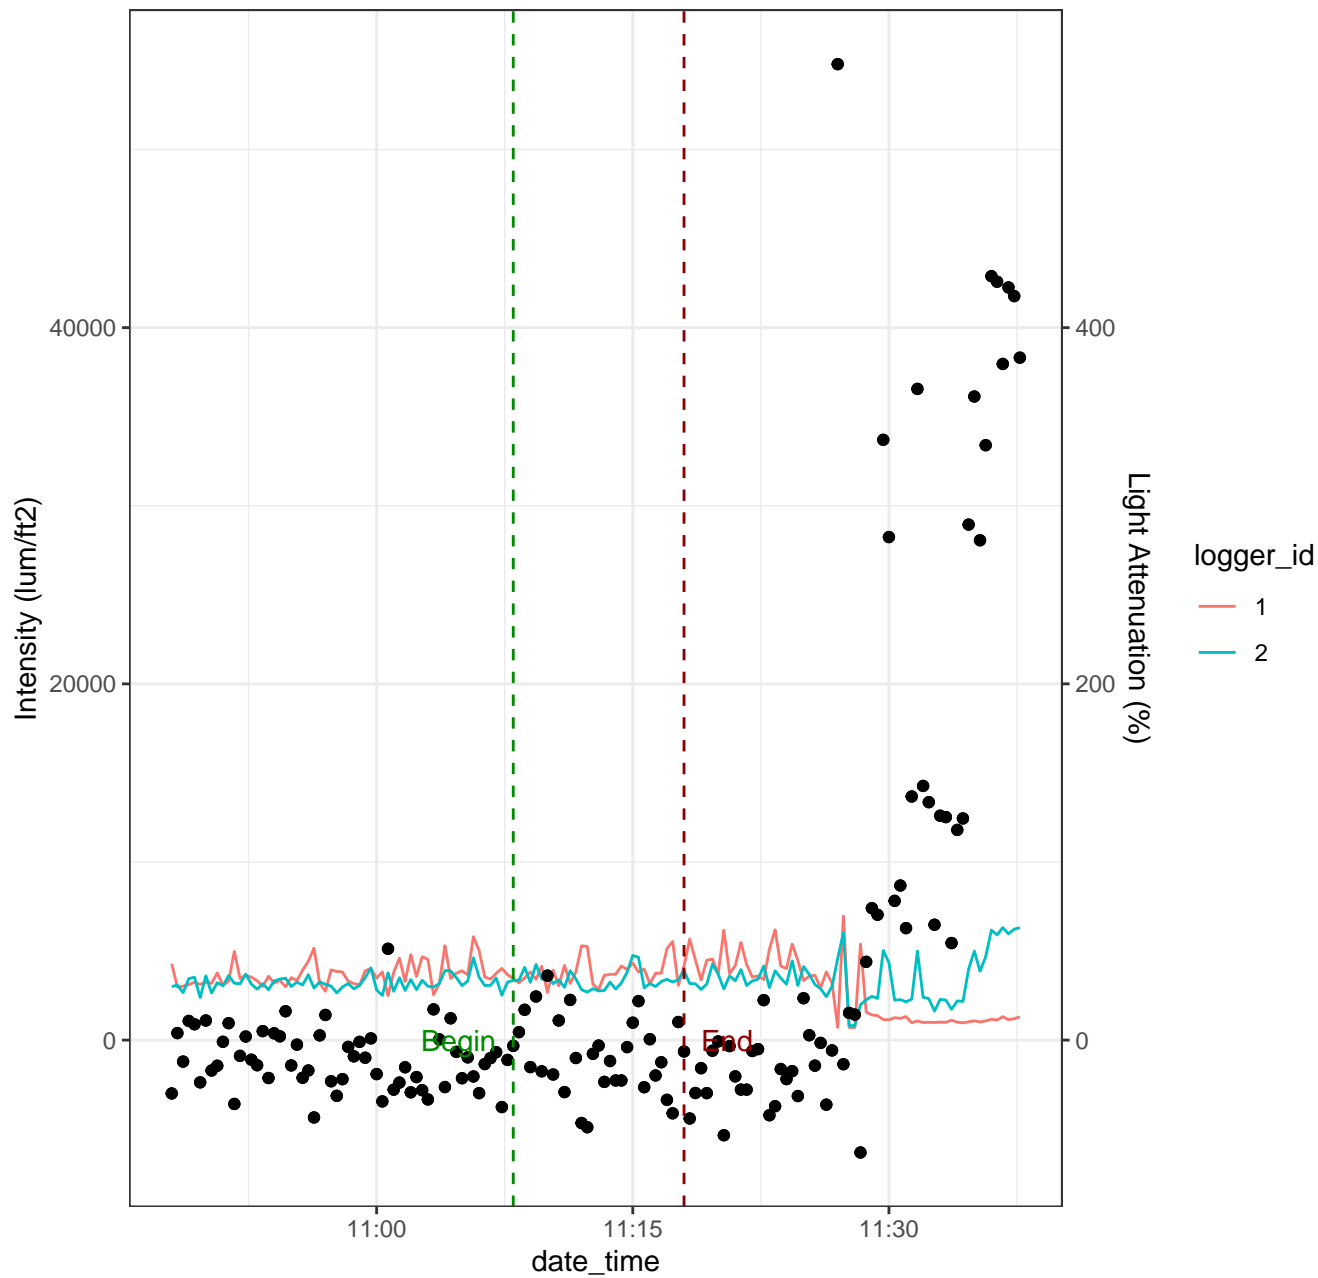 Intensity (lum/ft2)
40000
20000
0
Begin
End
400
200
0
Light Attenuation (%)
11:00
11:15
11:30
date_time
logger_id
1
2